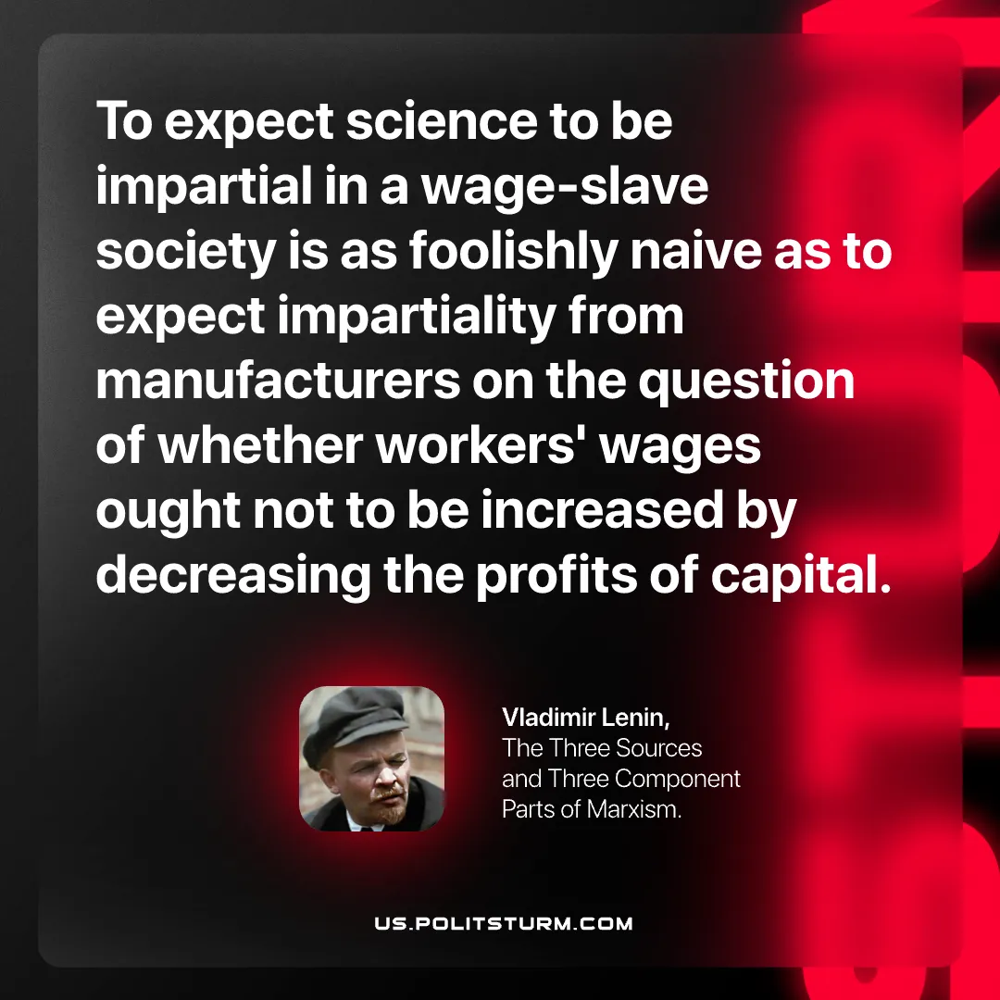 To expect science to be
impartial in a wage-slave
society is as foolishly naive as to
expect impartiality from
manufacturers on the question
of whether workers' wages
ought not to be increased by
decreasing the profits of capital.
Vladimir Lenin,
The Three Sources
and Three Component
Parts of Marxism.
US.POLITSTURM.COM